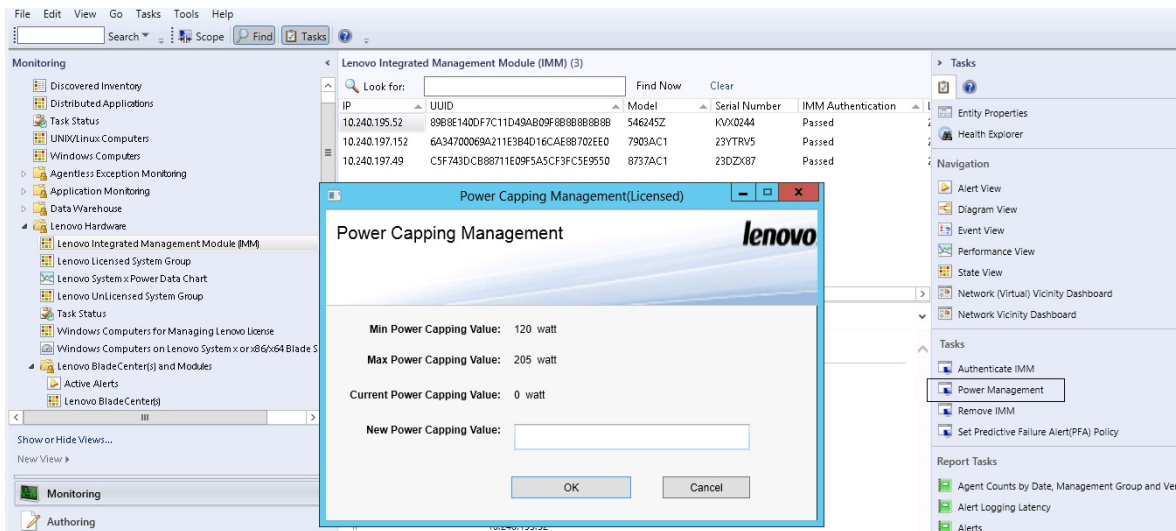 File Edit View Go Tasks Tools Help
Search Scope Find Tasks
Monitoring
Discovered Inventory
Distributed Applications
Task Status
UNIX/Linux Computers
Windows Computers
Agentless Exception Monitoring
Application Monitoring
Data Warehouse
Lenovo Hardware
Lenovo Integrated Management Module (IMM)
Lenovo Licensed System Group
Lenovo System x Power Data Chart
Lenovo UnLicensed System Group
Task Status
Windows Computers for Managing Lenovo License
Windows Computers on Lenovo System x or x86/x64 Blade S
Lenovo BladeCenter(s) and Modules
Active Alerts
Lenovo BladeCenter(s)
Show or Hide Views...
New View
Monitoring
Authoring
Lenovo Integrated Management Module (IMM) (3)
Look for: Find Now Clear
IP UUID Model Serial Number IMM Authentication
10.240.195.52 89B8E140DF7C11D49AB09F8B8B8B8B8B 546245Z KVX0244 Passed
10.240.197.152 6A34700069A211E3B4D16CAE8B702EE0 7903AC1 23YTRV5 Passed
10.240.197.49 C5F743DCB88711E09F5A5CF3FC5E9550 8737AC1 23DZX87 Passed
Power Capping Management(Licensed)
Power Capping Management
lenovo
Min Power Capping Value: 120 watt
Max Power Capping Value: 205 watt
Current Power Capping Value: 0 watt
New Power Capping Value:
OK Cancel
Tasks
Entity Properties
Health Explorer
Navigation
Alert View
Diagram View
Event View
Performance View
State View
Network (Virtual) Vicinity Dashboard
Network Vicinity Dashboard
Tasks
Authenticate IMM
Power Management
Remove IMM
Set Predictive Failure Alert(PFA) Policy
Report Tasks
Agent Counts by Date, Management Group and Ver
Alert Logging Latency
Alerts